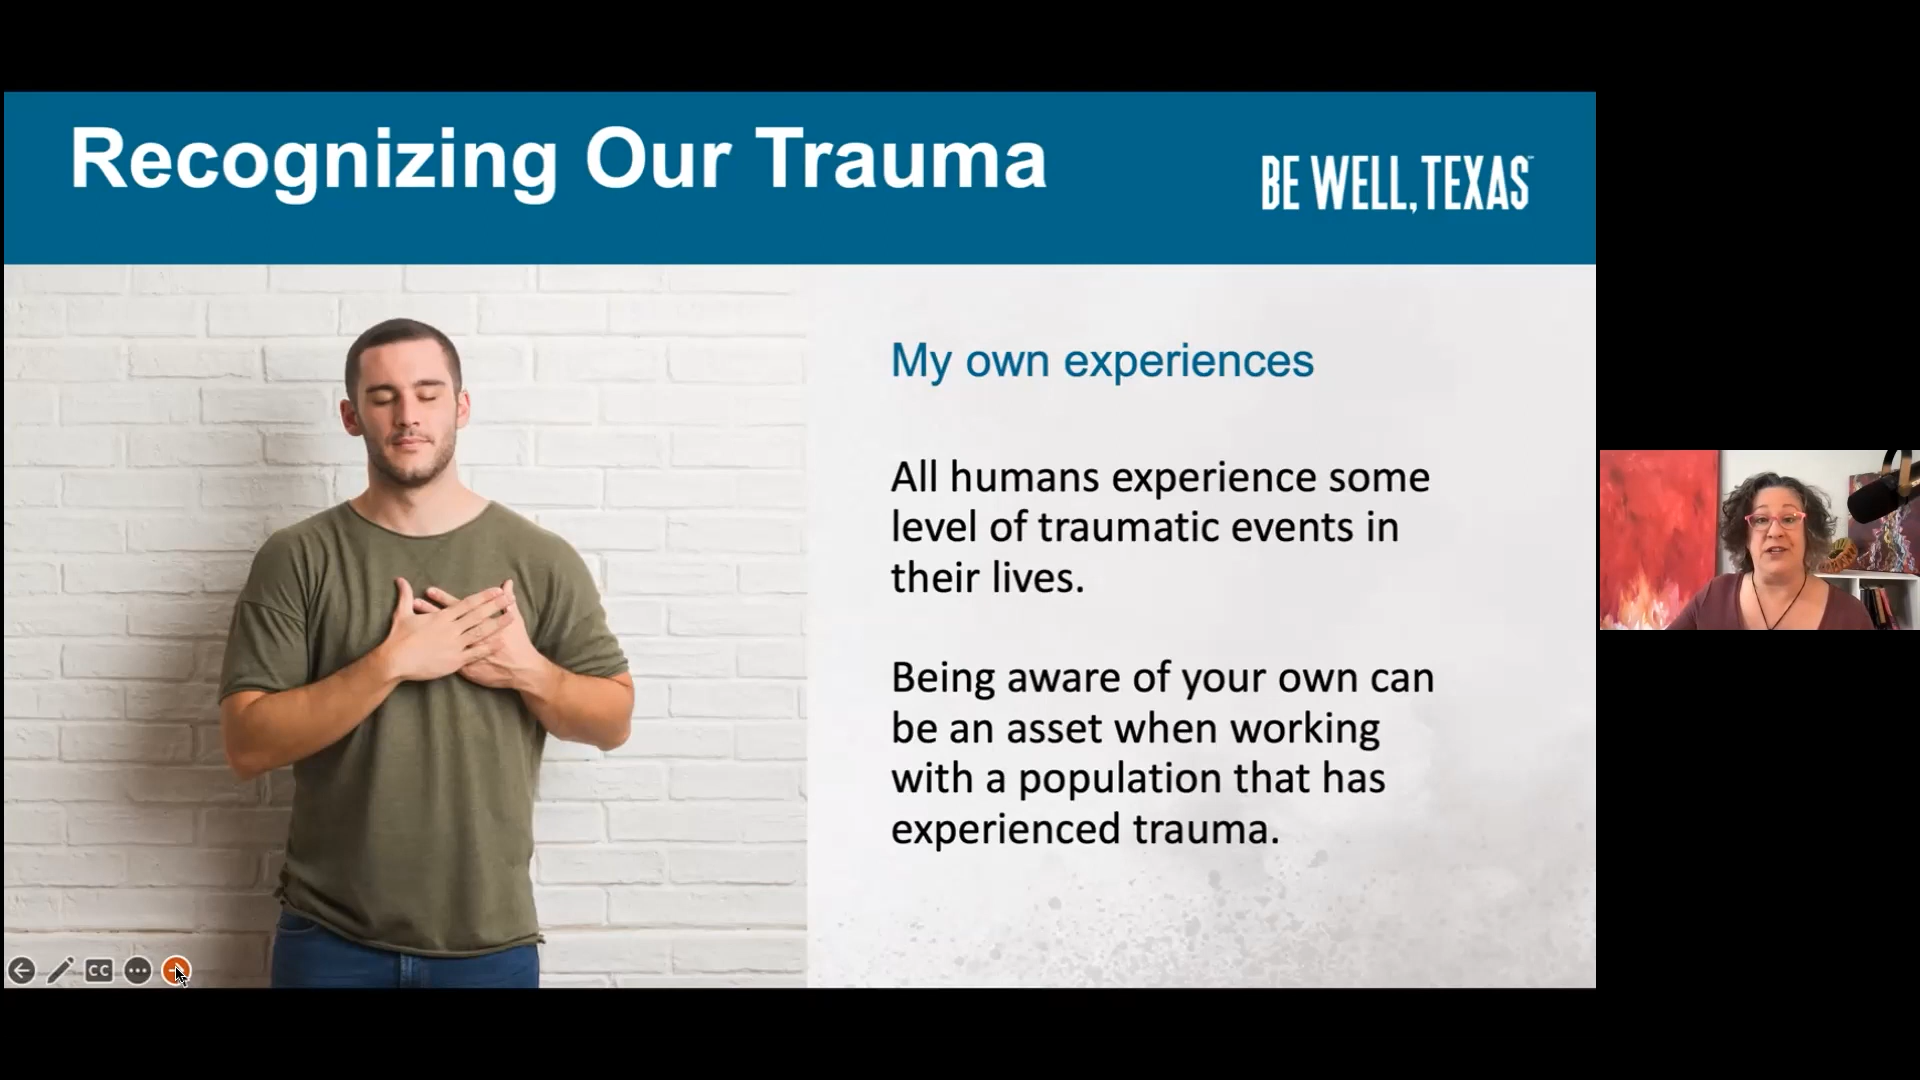 Recognizing Our Trauma
BE WELL, TEXAS
My own experiences
All humans experience some
level of traumatic events in
their lives.
Being aware of your own can
be an asset when working
with a population that has
experienced trauma.
CC